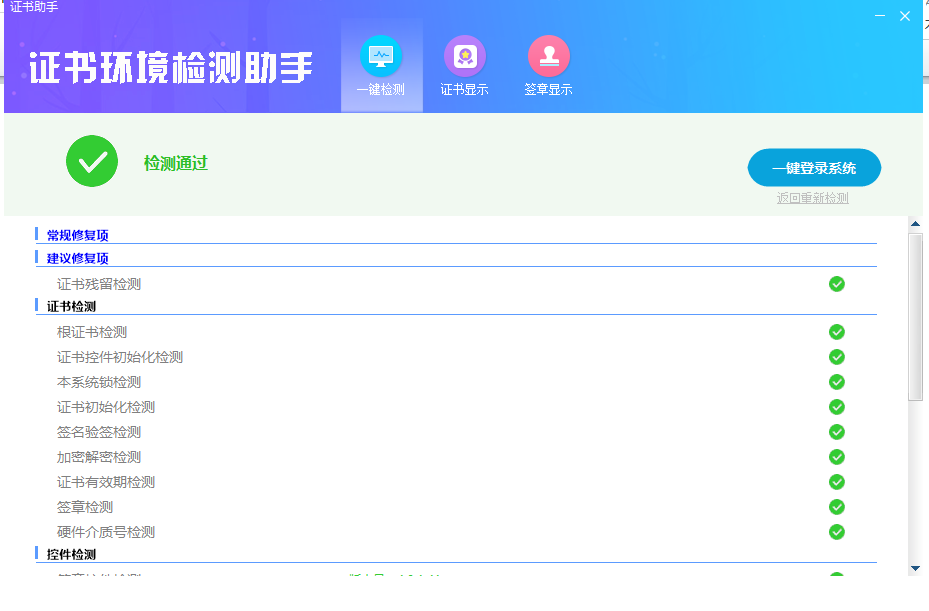 证书助手
证书环境检测助手
一键检测
证书显示
签章显示
检测通过
一键登录系统
返回重新检测
常规修复项
建议修复项
证书残留检测
证书检测
根证书检测
证书控件初始化检测
本系统锁检测
证书初始化检测
签名验签检测
加密解密检测
证书有效期检测
签章检测
硬件介质号检测
控件检测